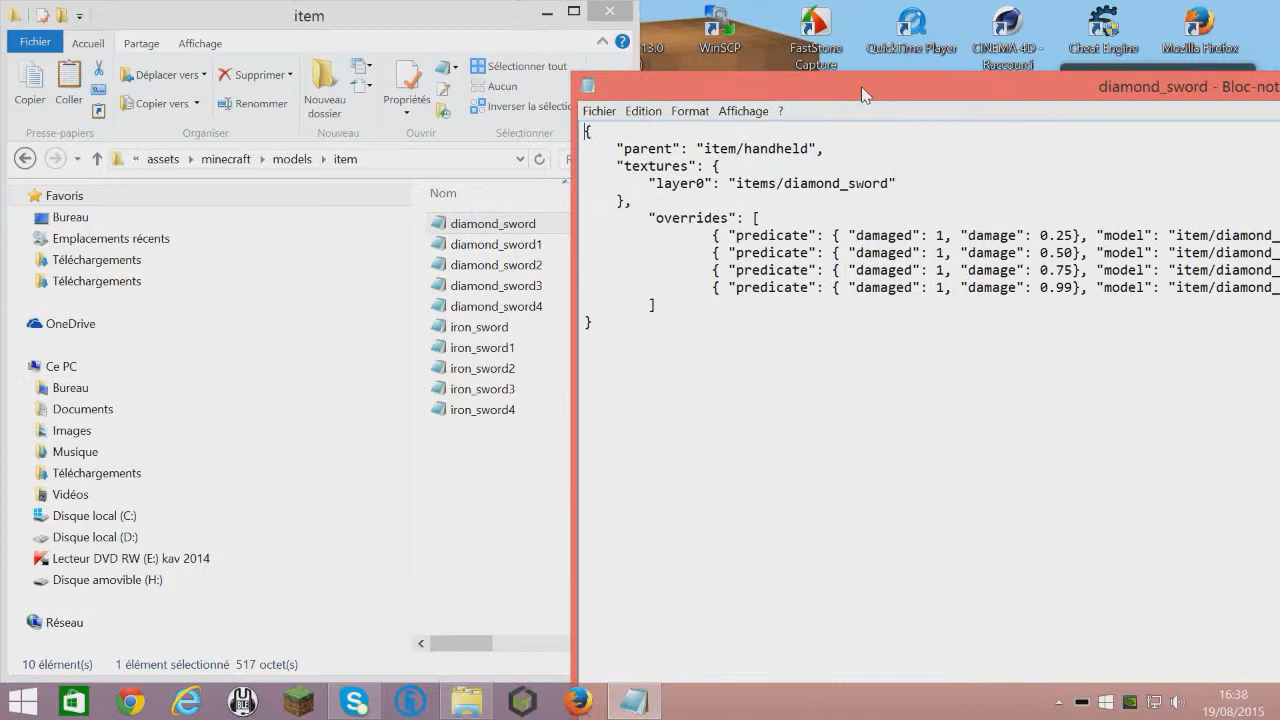 item
Fichier
Accueil
Partage
Affichage
Copier
Coller
Déplacer vers
Copier vers
Supprimer
Renommer
Nouveau
dossier
Propriétés
Sélectionner tout
Aucun
Inverser la sélecti
Presse-papiers
Organiser
Nouveau
Ouvrir
Sélectionner
« assets
minecraft
models
item
R
Favoris
Bureau
Emplacements récents
Téléchargements
Téléchargements
OneDrive
Ce PC
Bureau
Documents
Images
Musique
Téléchargements
Vidéos
Disque local (C:)
Disque local (D:)
Lecteur DVD RW (E:) kav 2014
Disque amovible (H:)
Réseau
Nom
diamond_sword
diamond_sword1
diamond_sword2
diamond_sword3
diamond_sword4
iron_sword
iron_sword1
iron_sword2
iron_sword3
iron_sword4
10 élément(s)
1 élément sélectionné 517 octet(s)
13.0
WinSCP
FastStone
Capture
QuickTime Player
CINEMA 4D -
Raccourci
Cheat Engine
Mozilla Firefox
diamond_sword - Bloc-not
Fichier Edition Format Affichage ?
{
"parent": "item/handheld",
"textures": {
"layer0": "items/diamond_sword"
},
"overrides": [
{ "predicate": { "damaged": 1, "damage": 0.25}, "model": "item/diamond_
{ "predicate": { "damaged": 1, "damage": 0.50}, "model": "item/diamond_
{ "predicate": { "damaged": 1, "damage": 0.75}, "model": "item/diamond_
{ "predicate": { "damaged": 1, "damage": 0.99}, "model": "item/diamond_
]
}
16:38
19/08/2015